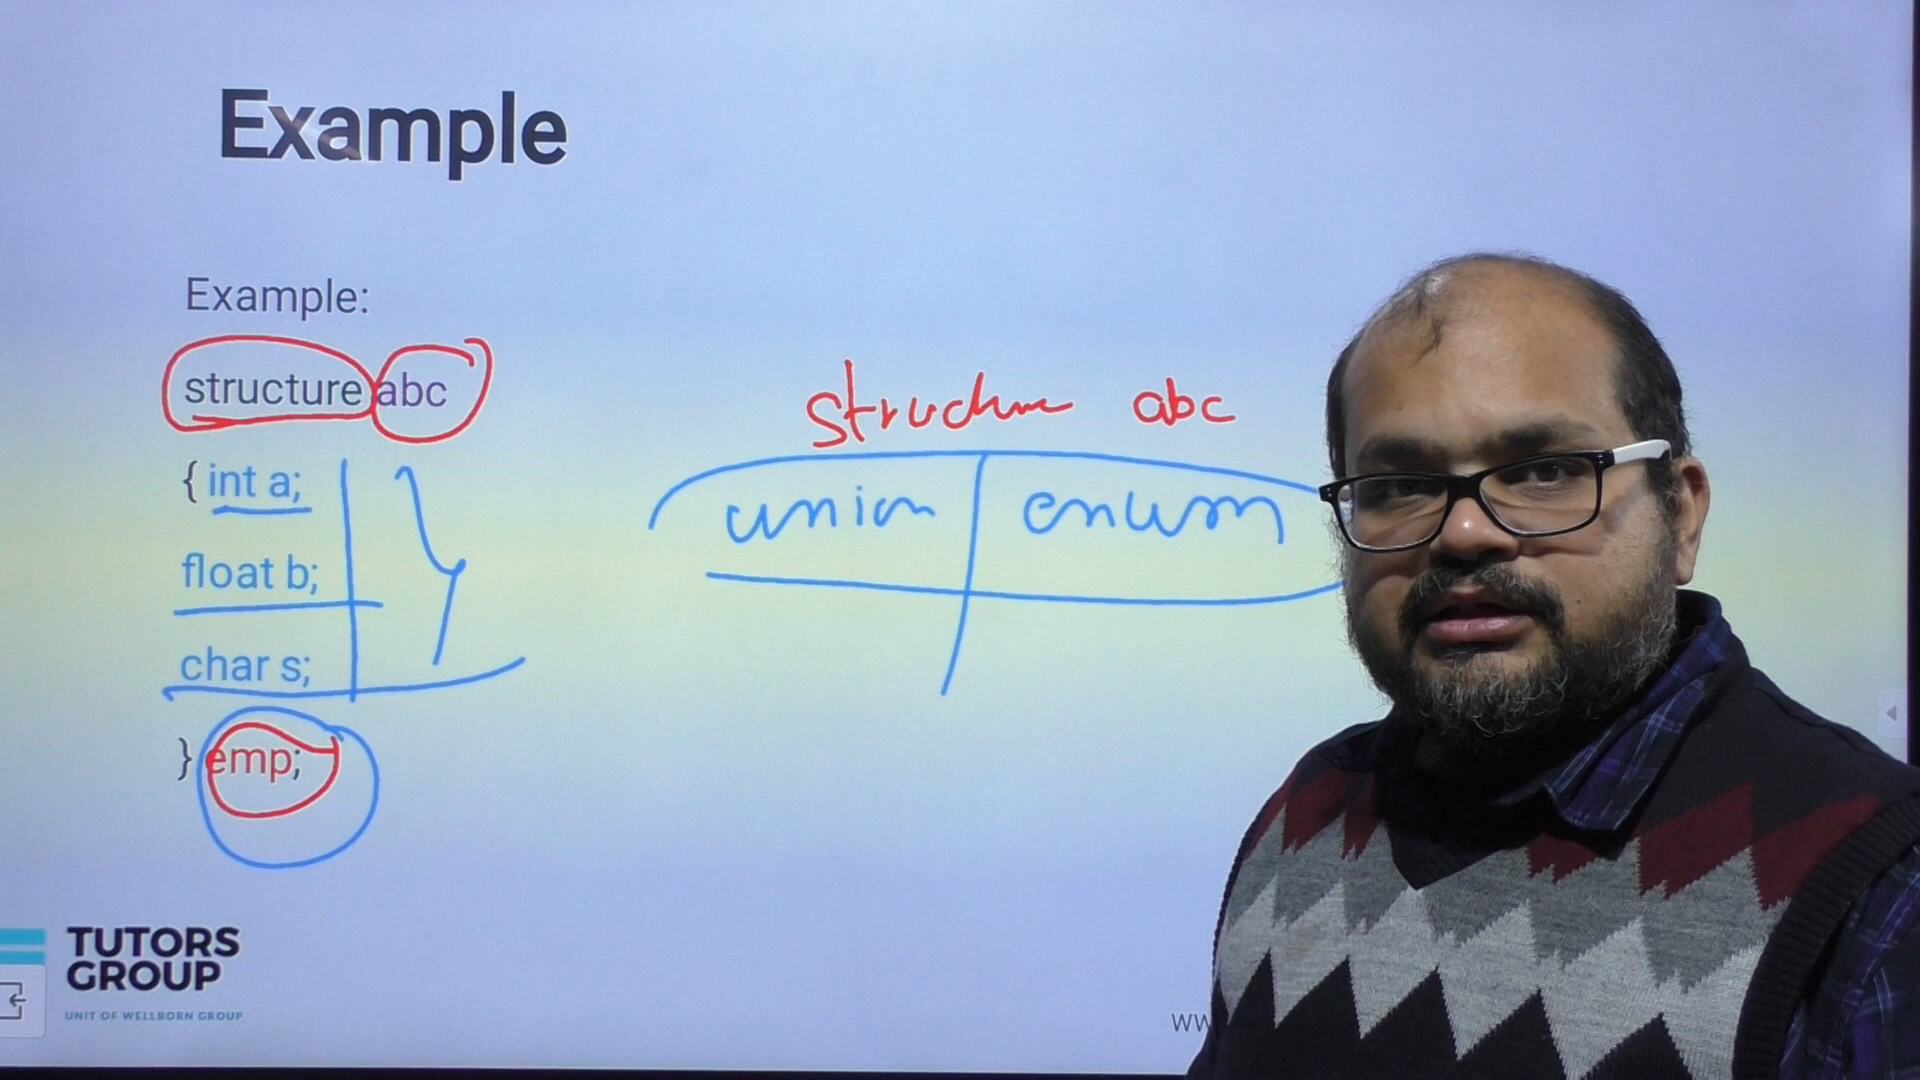 Example
Example:
structure abc
{ int a;
float b;
char s;
} emp;
structure abc
union enum
TUTORS
GROUP
UNIT OF WELLBORN GROUP